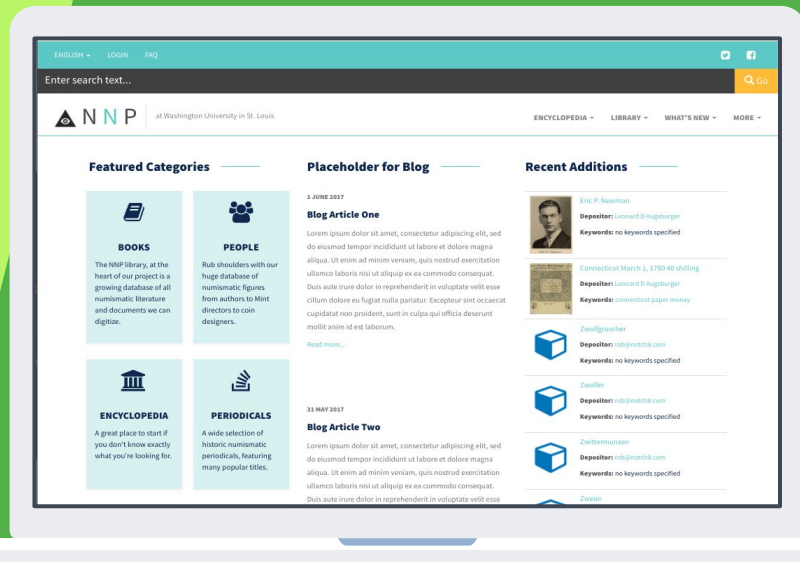 ENGLISH LOGIN FAQ
Enter search text...
Go
N N P at Washington University in St. Louis
ENCYCLOPEDIA LIBRARY WHAT'S NEW MORE
Featured Categories
BOOKS
The NNP library, at the
heart of our project is a
growing database of all
numismatic literature
and documents we can
digitize.
PEOPLE
Rub shoulders with our
huge database of
numismatic figures
from authors to Mint
directors to coin
designers.
ENCYCLOPEDIA
A great place to start if
you don't know exactly
what you're looking for.
PERIODICALS
A wide selection of
historic numismatic
periodicals, featuring
many popular titles.
Placeholder for Blog
1 JUNE 2017
Blog Article One
Lorem ipsum dolor sit amet, consectetur adipiscing elit, sed
do eiusmod tempor incididunt ut labore et dolore magna
aliqua. Ut enim ad minim veniam, quis nostrud exercitation
ullamco laboris nisi ut aliquip ex ea commodo consequat.
Duis aute irure dolor in reprehenderit in voluptate velit esse
cillum dolore eu fugiat nulla pariatur. Excepteur sint occaecat
cupidatat non proident, sunt in culpa qui officia deserunt
mollit anim id est laborum.
Read more...
31 MAY 2017
Blog Article Two
Lorem ipsum dolor sit amet, consectetur adipiscing elit, sed
do eiusmod tempor incididunt ut labore et dolore magna
aliqua. Ut enim ad minim veniam, quis nostrud exercitation
ullamco laboris nisi ut aliquip ex ea commodo consequat.
Duis aute irure dolor in reprehenderit in voluptate velit esse
Recent Additions
Eric P. Newman
Depositor: Leonard D Augsburger
Keywords: no keywords specified
Connecticut March 1, 1780 40 shilling
Depositor: Leonard D Augsburger
Keywords: connecticut paper money
Zwolfgroscher
Depositor: rob@notch8.com
Keywords: no keywords specified
Zwolfer
Depositor: rob@notch8.com
Keywords: no keywords specified
Zwittermunzen
Depositor: rob@notch8.com
Keywords: no keywords specified
Zweier